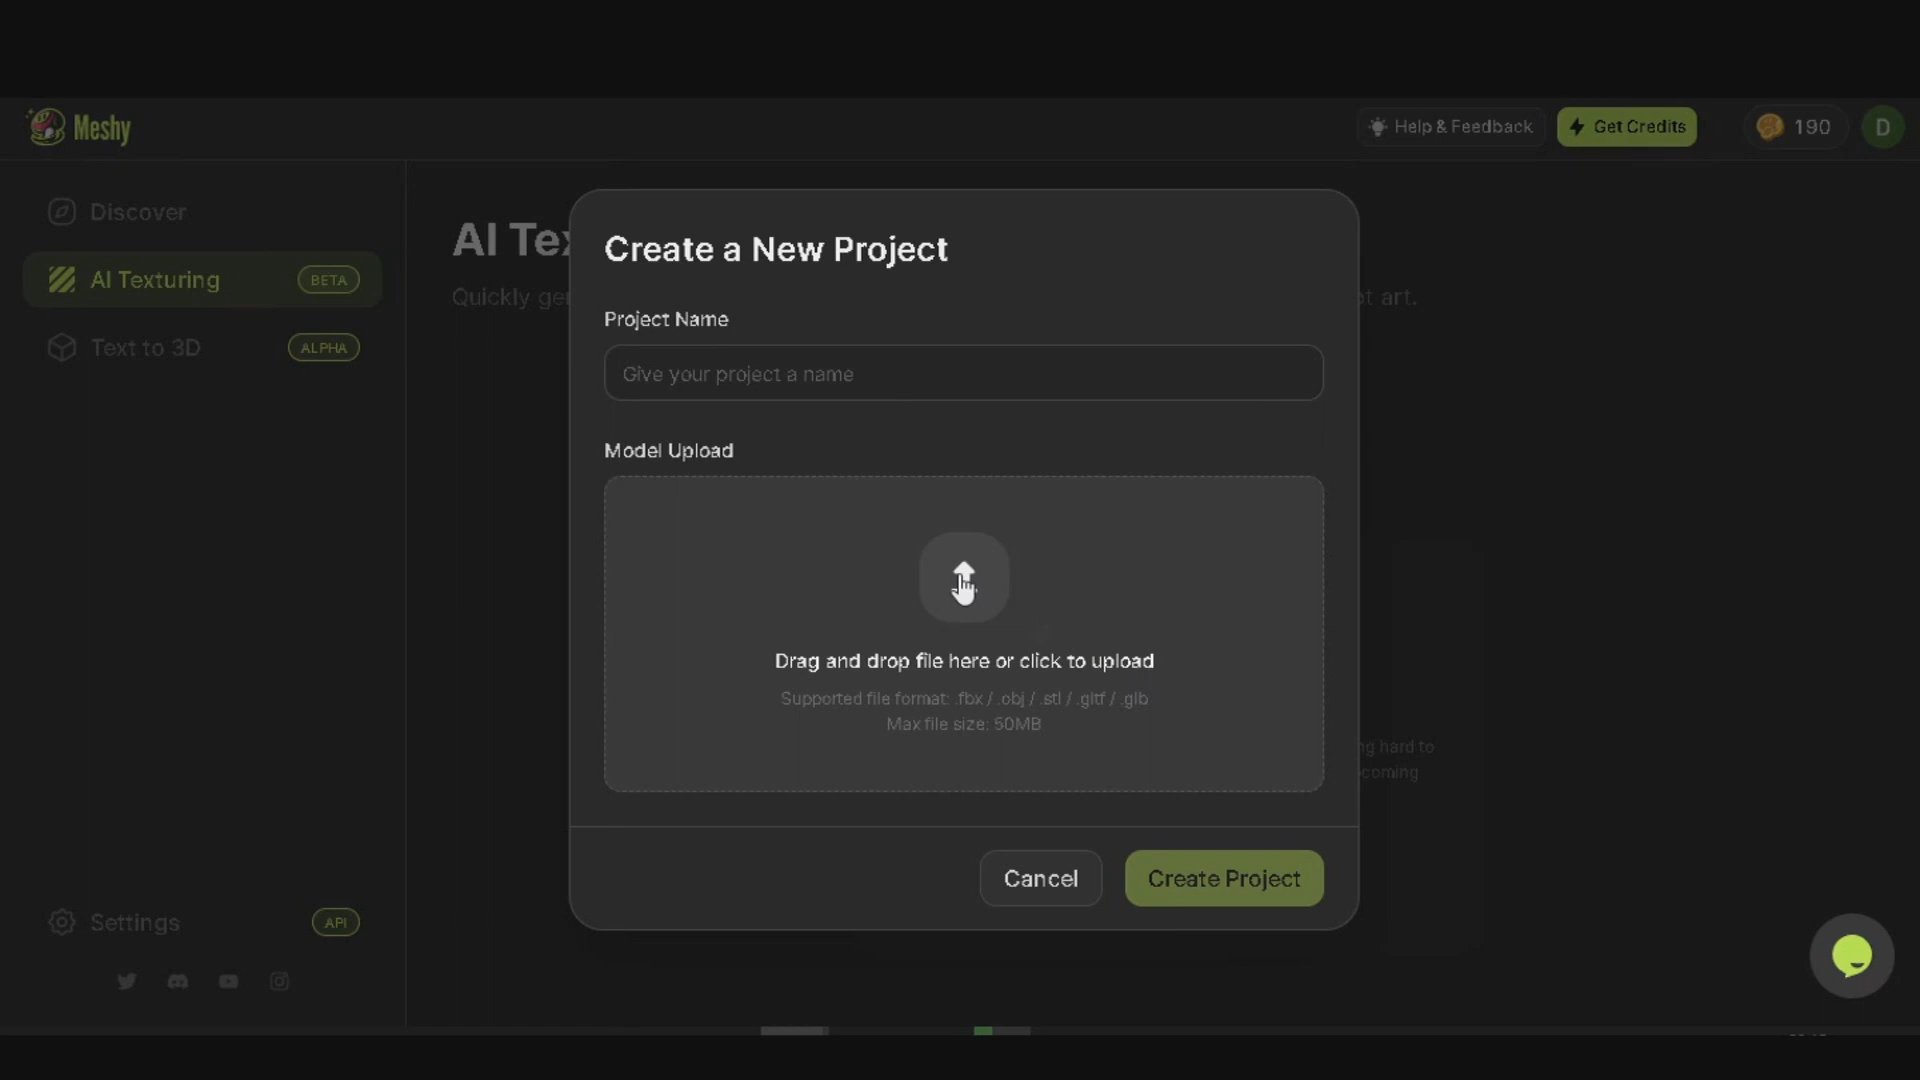 Meshy
Help & Feedback
Get Credits
190
D
Discover
AI Texturing
BETA
Text to 3D
ALPHA
AI Tex
Quickly ger
ot art.
Create a New Project
Project Name
Give your project a name
Model Upload
Drag and drop file here or click to upload
Supported file format: .fbx / .obj / .stl / .gltf / .glb
Max file size: 50MB
ng hard to
coming
Cancel
Create Project
Settings
API